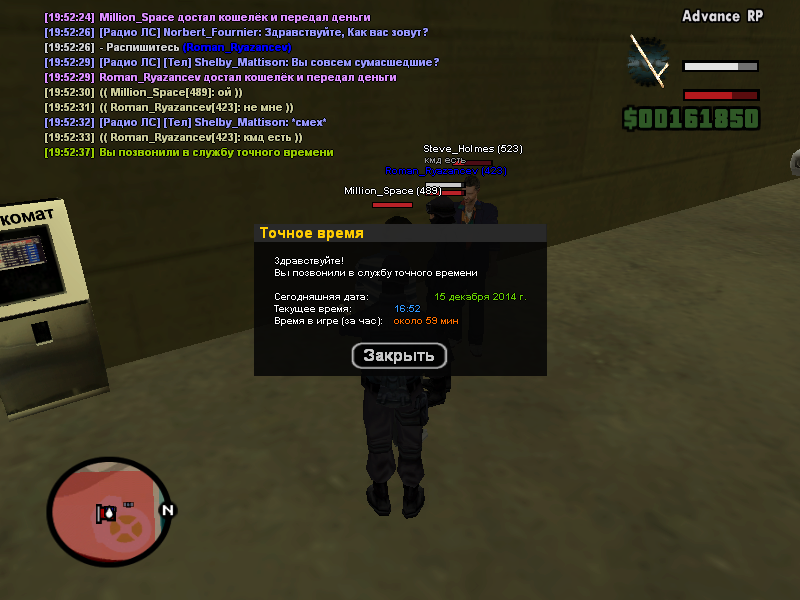 [19:52:24] Million_Space достал кошелёк и передал деньги
[19:52:26] [Радио ЛС] Norbert_Fournier: Здравствуйте, Как вас зовут?
[19:52:26] - Распишитесь (Roman_Ryazancev)
[19:52:29] [Радио ЛС] [Тел] Shelby_Mattison: Вы совсем сумасшедшие?
[19:52:29] Roman_Ryazancev достал кошелёк и передал деньги
[19:52:30] (( Million_Space[489]: ой ))
[19:52:31] (( Roman_Ryazancev[423]: не мне ))
[19:52:32] [Радио ЛС] [Тел] Shelby_Mattison: *смех*
[19:52:33] (( Roman_Ryazancev[423]: кмд есть ))
[19:52:37] Вы позвонили в службу точного времени
Advance RP
$00161850
Steve_Holmes (523)
кмд есть
Roman_Ryazancev (423)
Million_Space (489)
комат
Точное время
Здравствуйте!
Вы позвонили в службу точного времени
Сегодняшняя дата: 15 декабря 2014 г.
Текущее время: 16:52
Время в игре (за час): около 59 мин
Закрыть
N